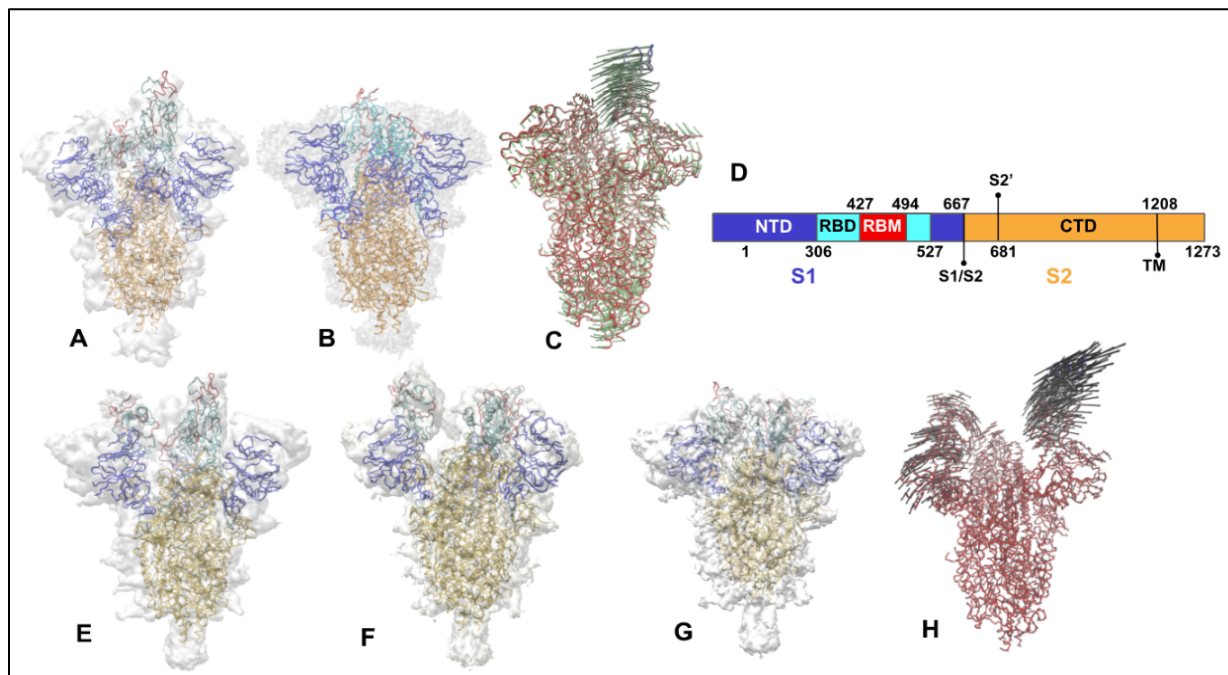 A
B
C
D
S2'
427 494 667 1208
NTD RBD RBM CTD
1 306 527 681 1273
S1/S2 TM
S1 S2
E
F
G
H